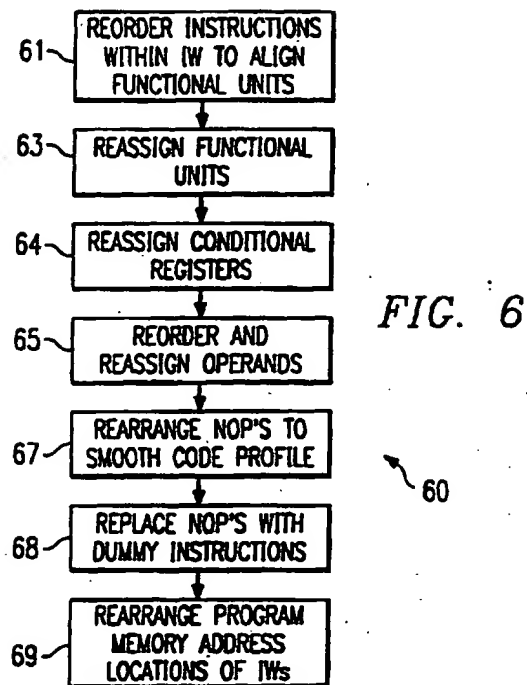 61
REORDER INSTRUCTIONS
WITHIN IW TO ALIGN
FUNCTIONAL UNITS
63
REASSIGN FUNCTIONAL
UNITS
64
REASSIGN CONDITIONAL
REGISTERS
FIG. 6
65
REORDER AND
REASSIGN OPERANDS
67
REARRANGE NOP'S TO
SMOOTH CODE PROFILE
60
68
REPLACE NOP'S WITH
DUMMY INSTRUCTIONS
69
REARRANGE PROGRAM
MEMORY ADDRESS
LOCATIONS OF IWs